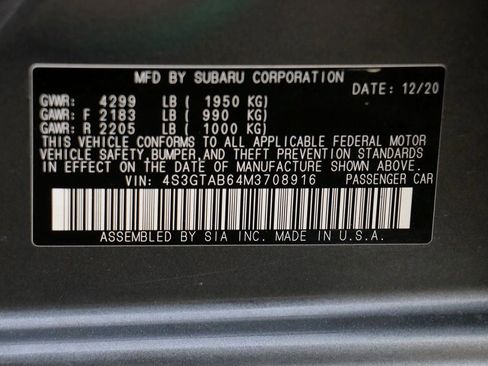 MFD BY SUBARU CORPORATION
DATE: 12/20
GVWR: 4299 LB ( 1950 KG)
GAWR: F 2183 LB ( 990 KG)
GAWR: R 2205 LB ( 1000 KG)
THIS VEHICLE CONFORMS TO ALL APPLICABLE FEDERAL MOTOR
VEHICLE SAFETY, BUMPER, AND THEFT PREVENTION STANDARDS
IN EFFECT ON THE DATE OF MANUFACTURE SHOWN ABOVE.
VIN: 4S3GTAB64M3708916 PASSENGER CAR
ASSEMBLED BY SIA INC. MADE IN U.S.A.